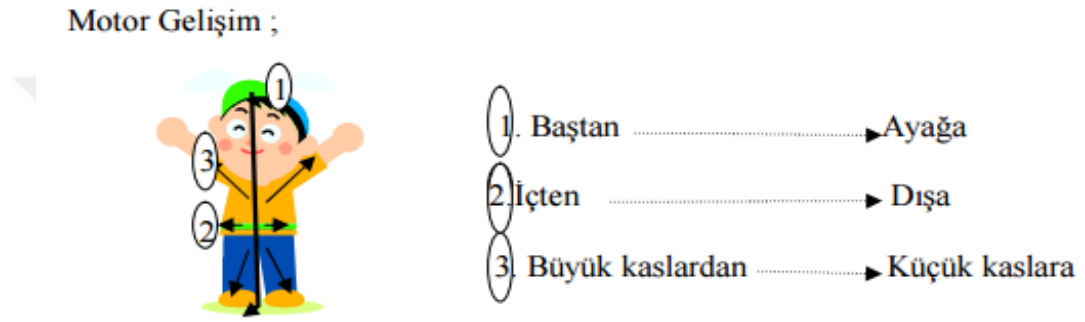 Motor Gelişim ;
1
3
2
1. Baştan Ayağa
2.İçten Dışa
3. Büyük kaslardan Küçük kaslara